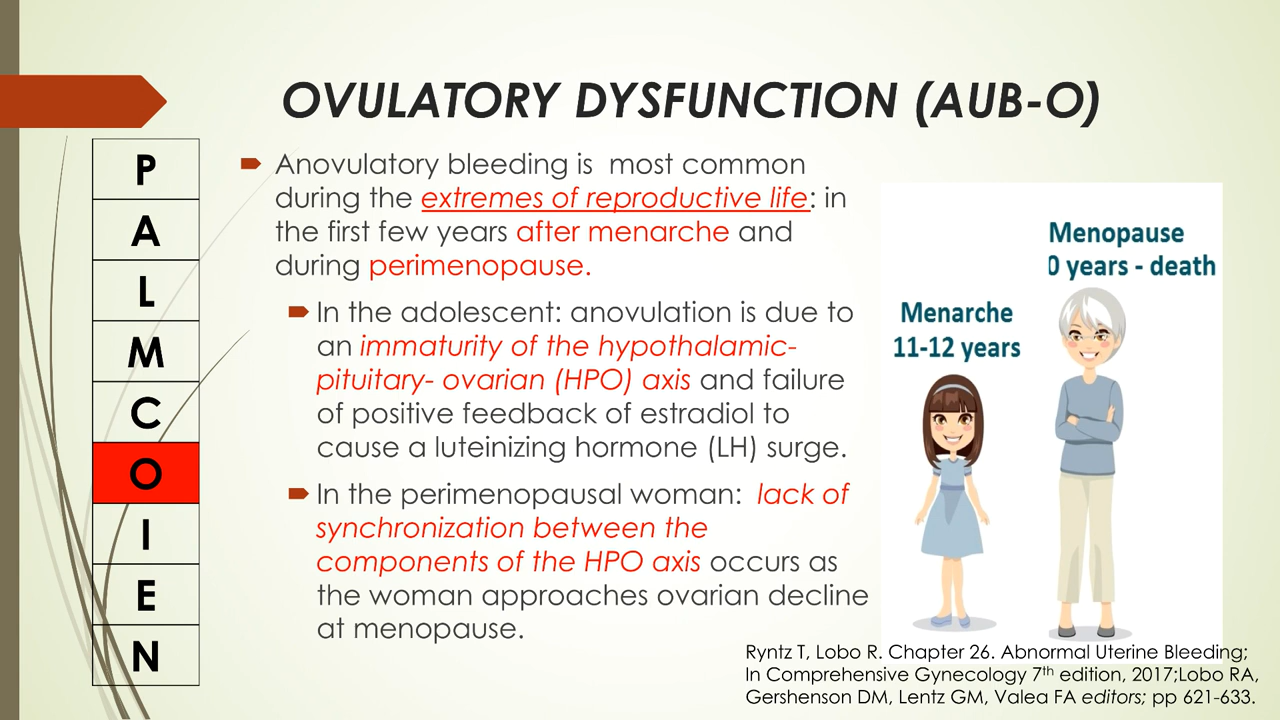 OVULATORY DYSFUNCTION (AUB-O)
P
A
L
M
C
O
I
E
N
Anovulatory bleeding is most common
during the extremes of reproductive life: in
the first few years after menarche and
during perimenopause.
In the adolescent: anovulation is due to
an immaturity of the hypothalamic-
pituitary- ovarian (HPO) axis and failure
of positive feedback of estradiol to
cause a luteinizing hormone (LH) surge.
In the perimenopausal woman: lack of
synchronization between the
components of the HPO axis occurs as
the woman approaches ovarian decline
at menopause.
Menarche
11-12 years
Menopause
0 years - death
Ryntz T, Lobo R. Chapter 26. Abnormal Uterine Bleeding;
In Comprehensive Gynecology 7th edition, 2017;Lobo RA,
Gershenson DM, Lentz GM, Valea FA editors; pp 621-633.